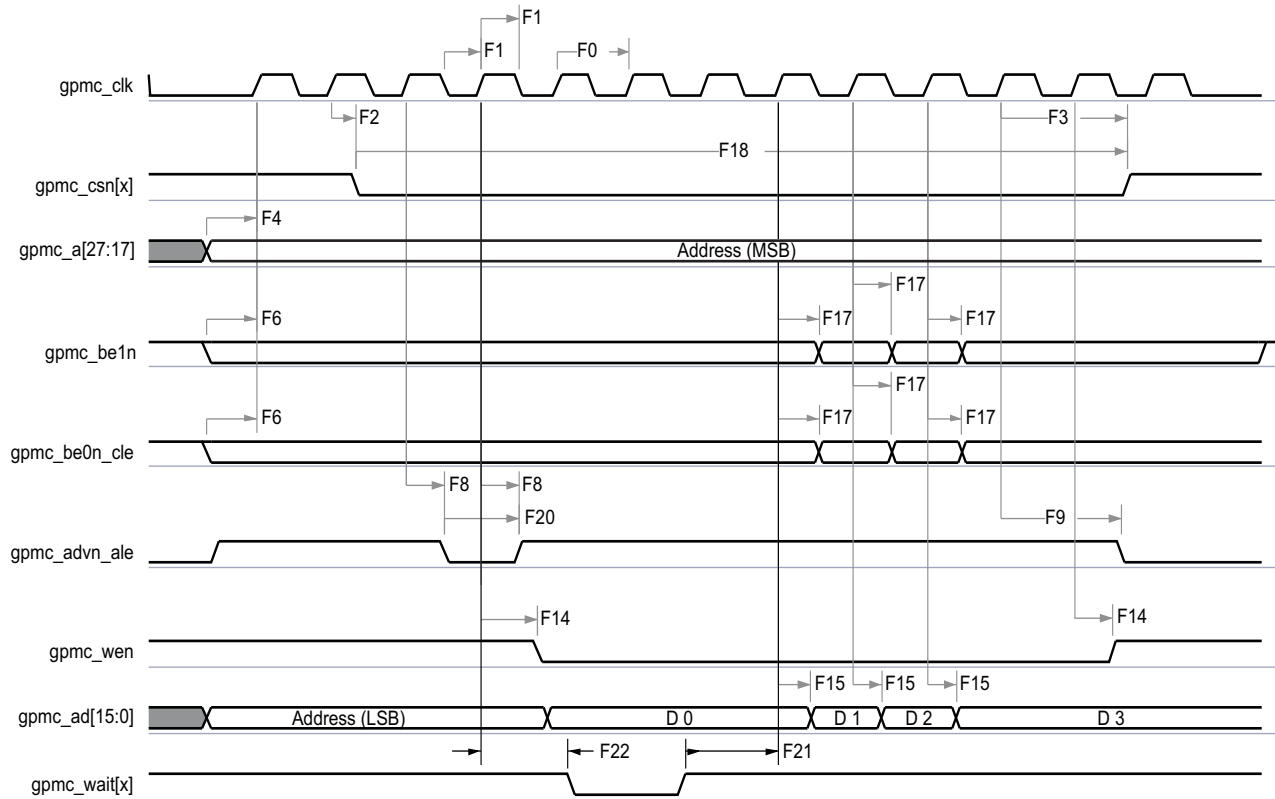 F1
F1 F0
gpmc_clk
F2 F3
F18
gpmc_csn[x]
F4
gpmc_a[27:17] Address (MSB)
F17
F6 F17 F17
gpmc_be1n
F17
F6 F17 F17
gpmc_be0n_cle
F8 F8
F20 F9
gpmc_advn_ale
F14 F14
gpmc_wen
F15 F15 F15
gpmc_ad[15:0] Address (LSB) D 0 D 1 D 2 D 3
F22 F21
gpmc_wait[x]